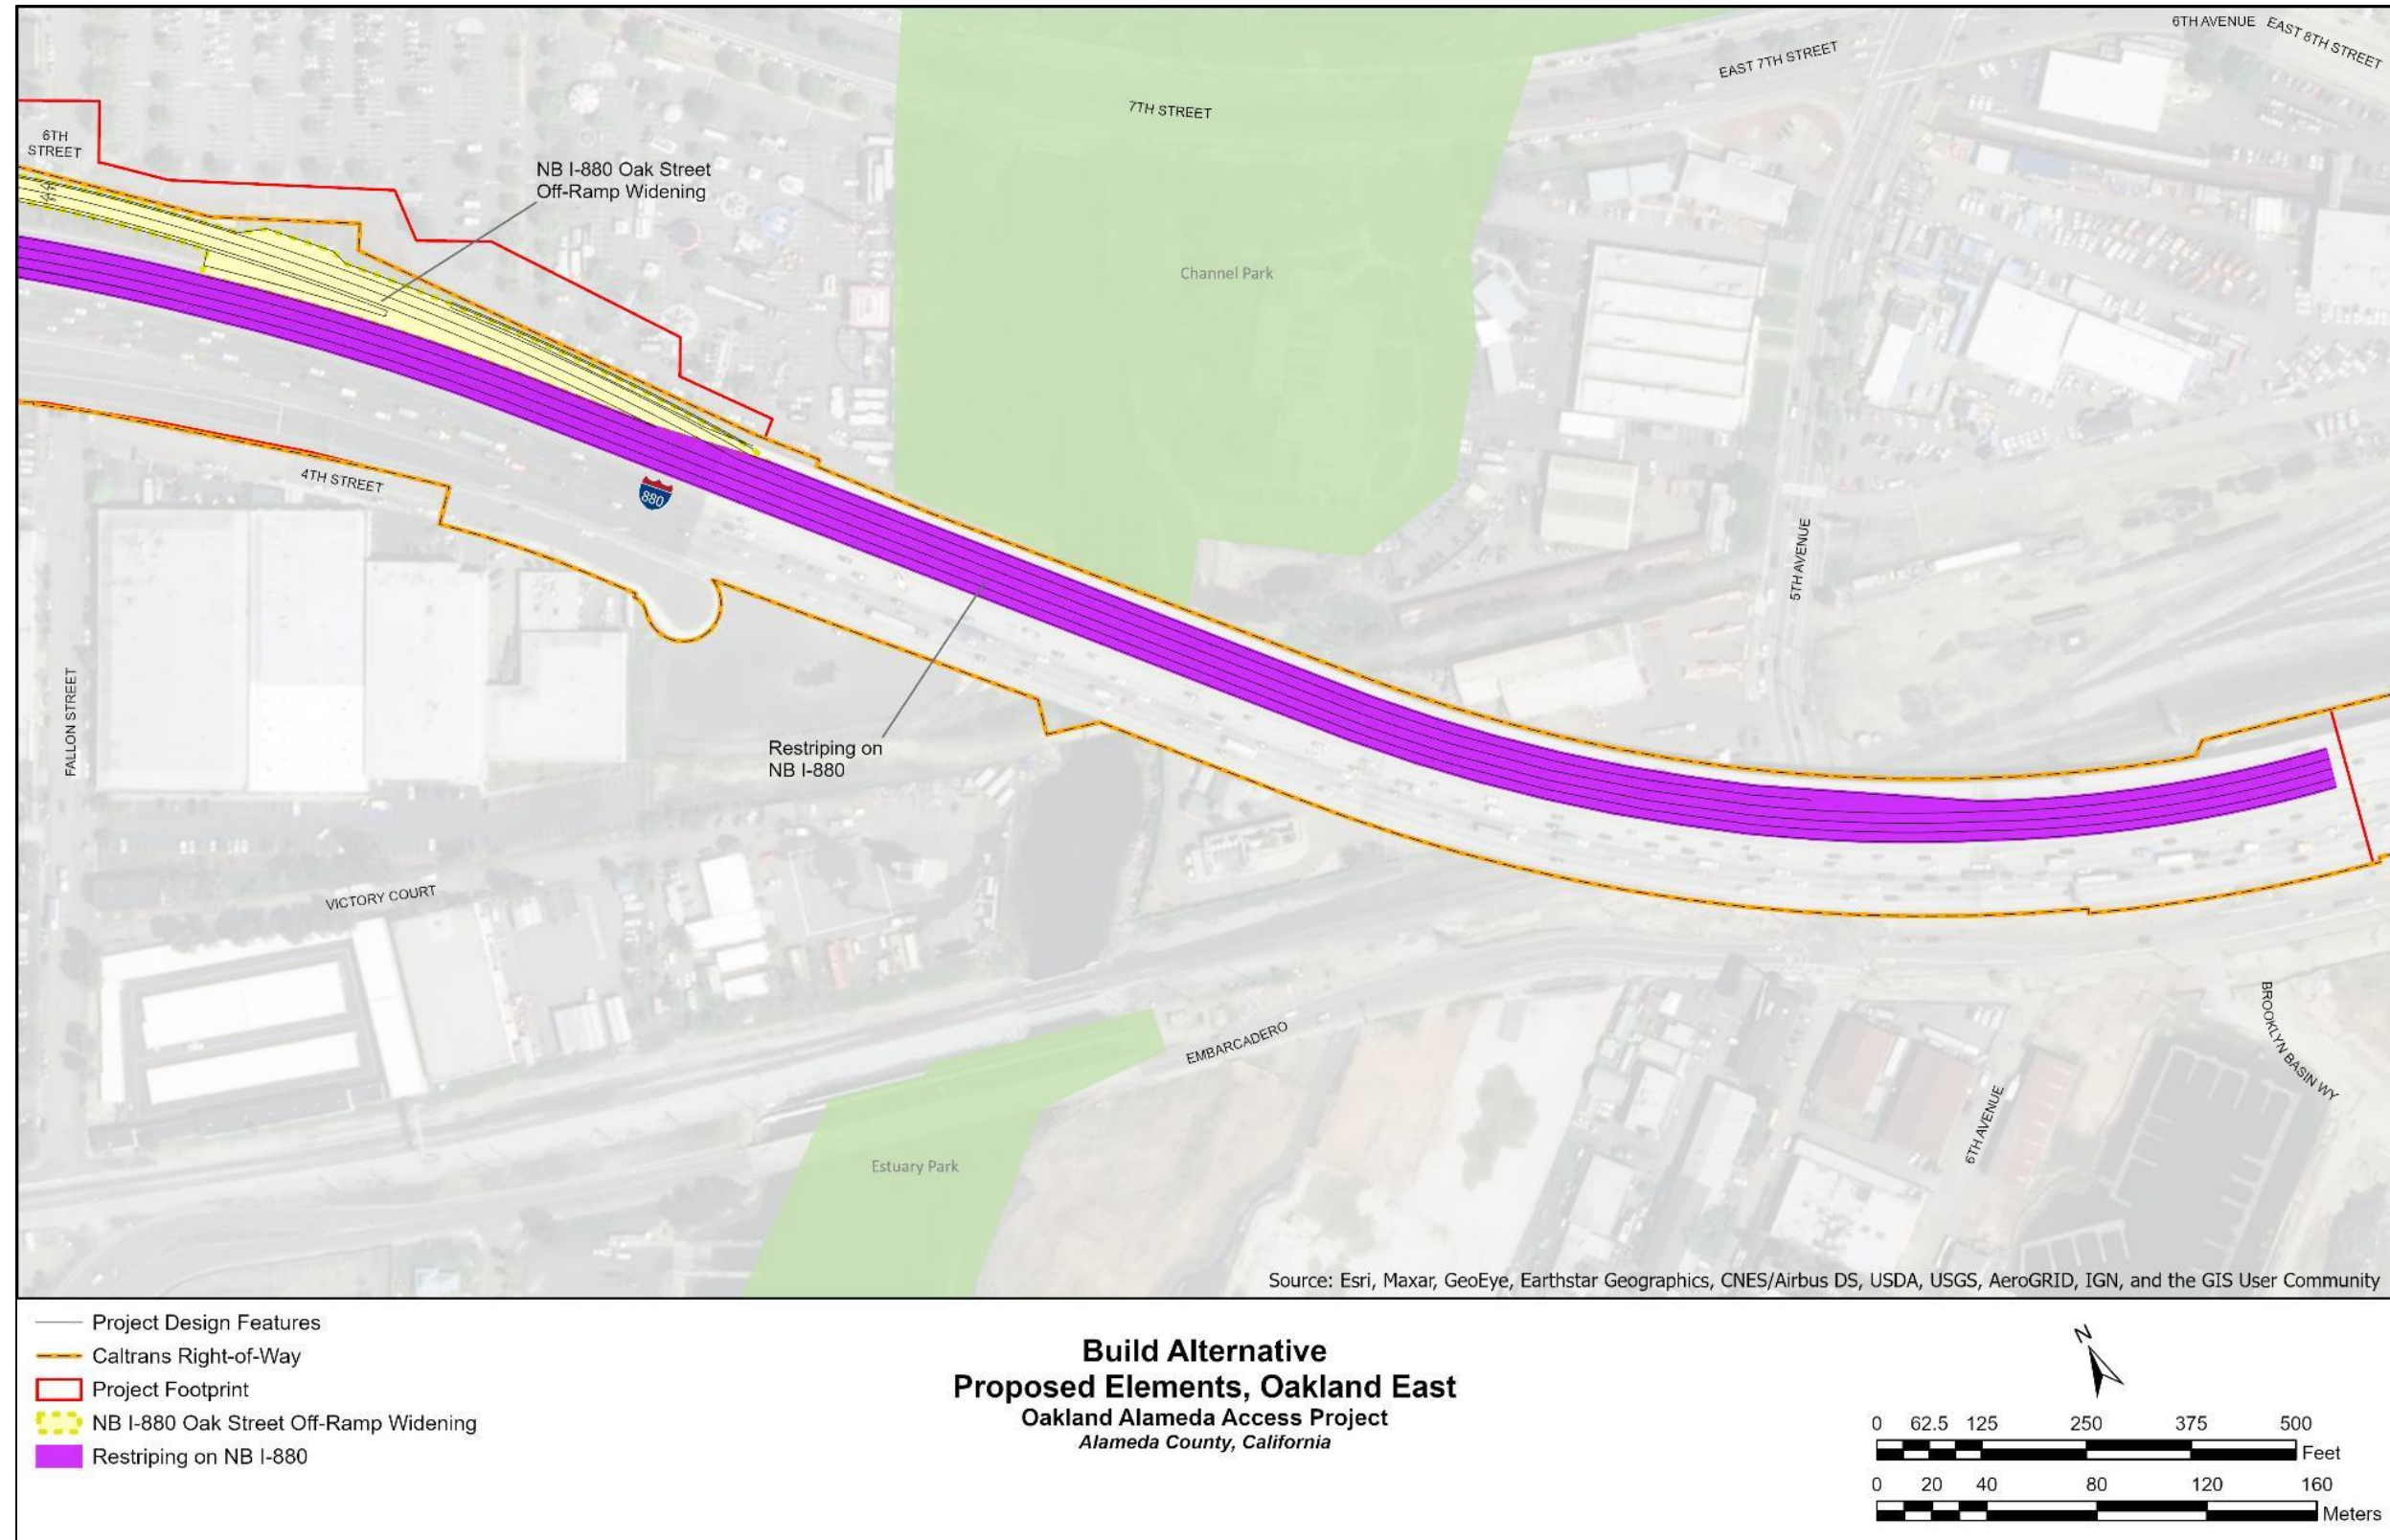 6TH AVENUE
EAST 8TH STREET
EAST 7TH STREET
7TH STREET
6TH
STREET
NB I-880 Oak Street
Off-Ramp Widening
Channel Park
4TH STREET
880
5TH AVENUE
FALLON STREET
Restriping on
NB I-880
VICTORY COURT
EMBARCADERO
BROOKLYN BASIN WY
6TH AVENUE
Estuary Park
Source: Esri, Maxar, GeoEye, Earthstar Geographics, CNES/Airbus DS, USDA, USGS, AeroGRID, IGN, and the GIS User Community
Project Design Features
Caltrans Right-of-Way
Project Footprint
NB I-880 Oak Street Off-Ramp Widening
Restriping on NB I-880
Build Alternative
Proposed Elements, Oakland East
Oakland Alameda Access Project
Alameda County, California
N
0 62.5 125 250 375 500
Feet
0 20 40 80 120 160
Meters